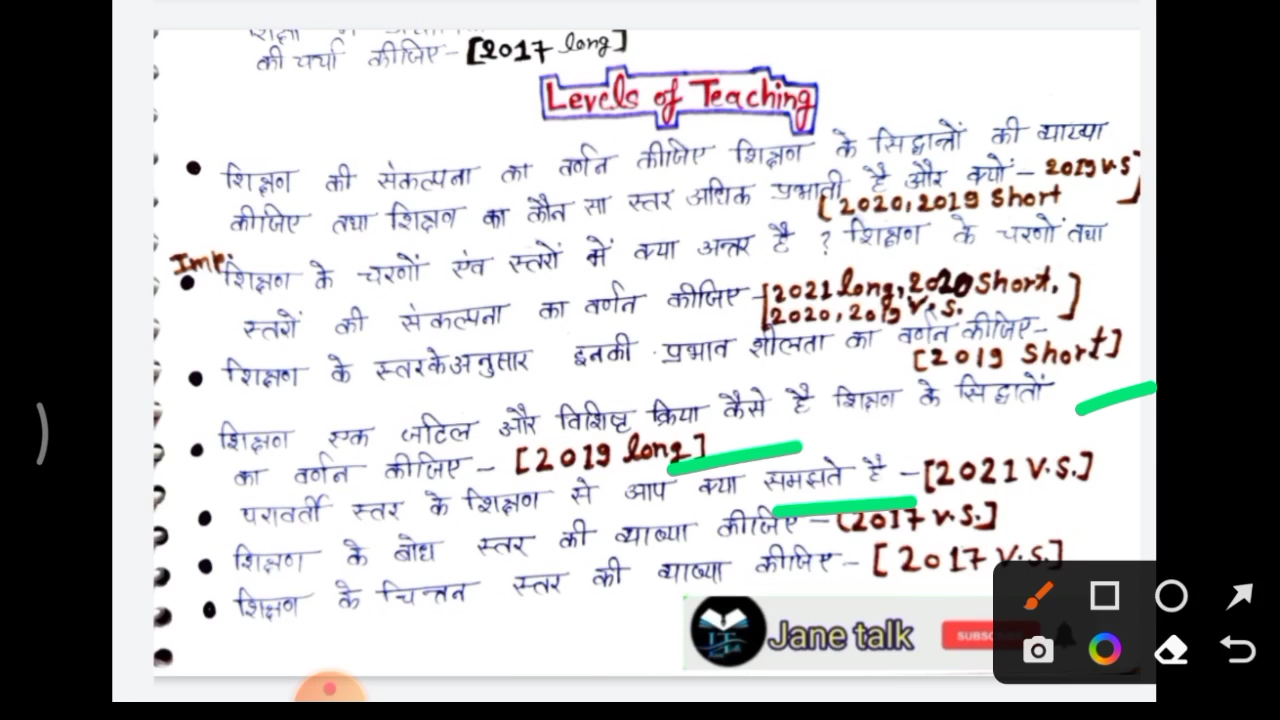 की चर्चा कीजिए- [2017 long]
Levels of Teaching
शिक्षण की संकल्पना का वर्णन कीजिए शिक्षण के सिद्धान्तों की व्याख्या
कीजिए तथा शिक्षण का कौन सा स्तर अधिक प्रभाती है और क्यों- 2019 V.S]
[2020, 2019 Short
Imp.
शिक्षण के चरणों एंव स्तरों में क्या अन्तर है ? शिक्षण के चरणों तथा
स्तरों की संकल्पना का वर्णन कीजिए- [2021 long, 2020 Short.]
[2020, 2019 V.S.
शिक्षण के स्तरके अनुसार इनकी प्रभाव शीलता का वर्णन कीजिए-
[2019 Short]
शिक्षण एक जटिल और विशिष्ट क्रिया कैसे है शिक्षण के सिद्धातों
का वर्णन कीजिए- [2019 long]
परावर्ती स्तर के शिक्षण से आप क्या समझते है -[2021 V.S.]
शिक्षण के बोध स्तर की व्याख्या कीजिए -(2017 V.S.]
शिक्षण के चिन्तन स्तर की व्याख्या कीजिए- [2017 V.S.]
Jane talk